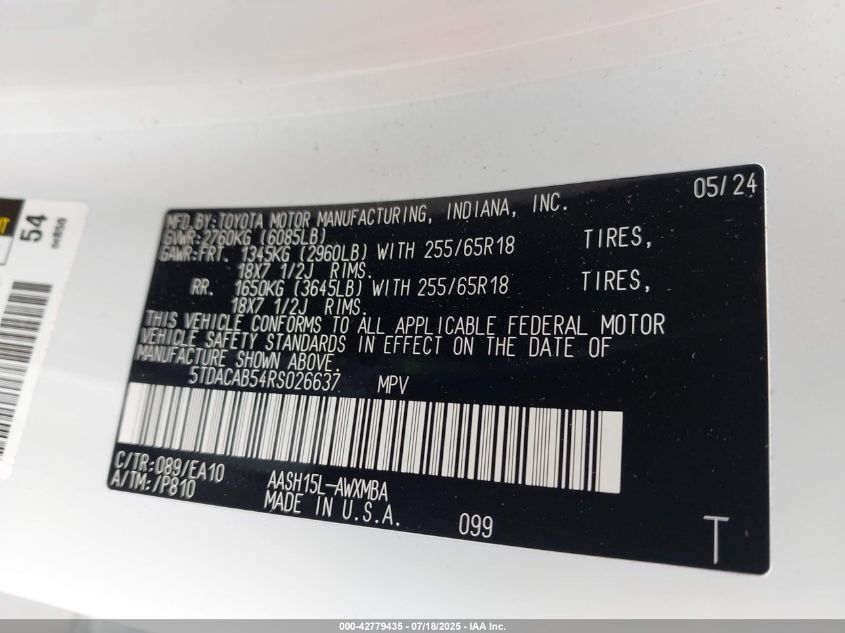 05/24
MFD. BY: TOYOTA MOTOR MANUFACTURING, INDIANA, INC.
GVWR: 2760KG (6085LB)
GAWR: FRT. 1345KG (2960LB) WITH 255/65R18 TIRES,
18X7 1/2J RIMS.
RR. 1650KG (3645LB) WITH 255/65R18 TIRES,
18X7 1/2J RIMS.
THIS VEHICLE CONFORMS TO ALL APPLICABLE FEDERAL MOTOR
VEHICLE SAFETY STANDARDS IN EFFECT ON THE DATE OF
MANUFACTURE SHOWN ABOVE.
5TDACAB54RS026637 MPV
C/TR: 089/EA10
A/TM: /P810
AASH15L-AWXMBA
MADE IN U.S.A.
099
T
54
000-42779435 - 07/18/2025 - IAA Inc.